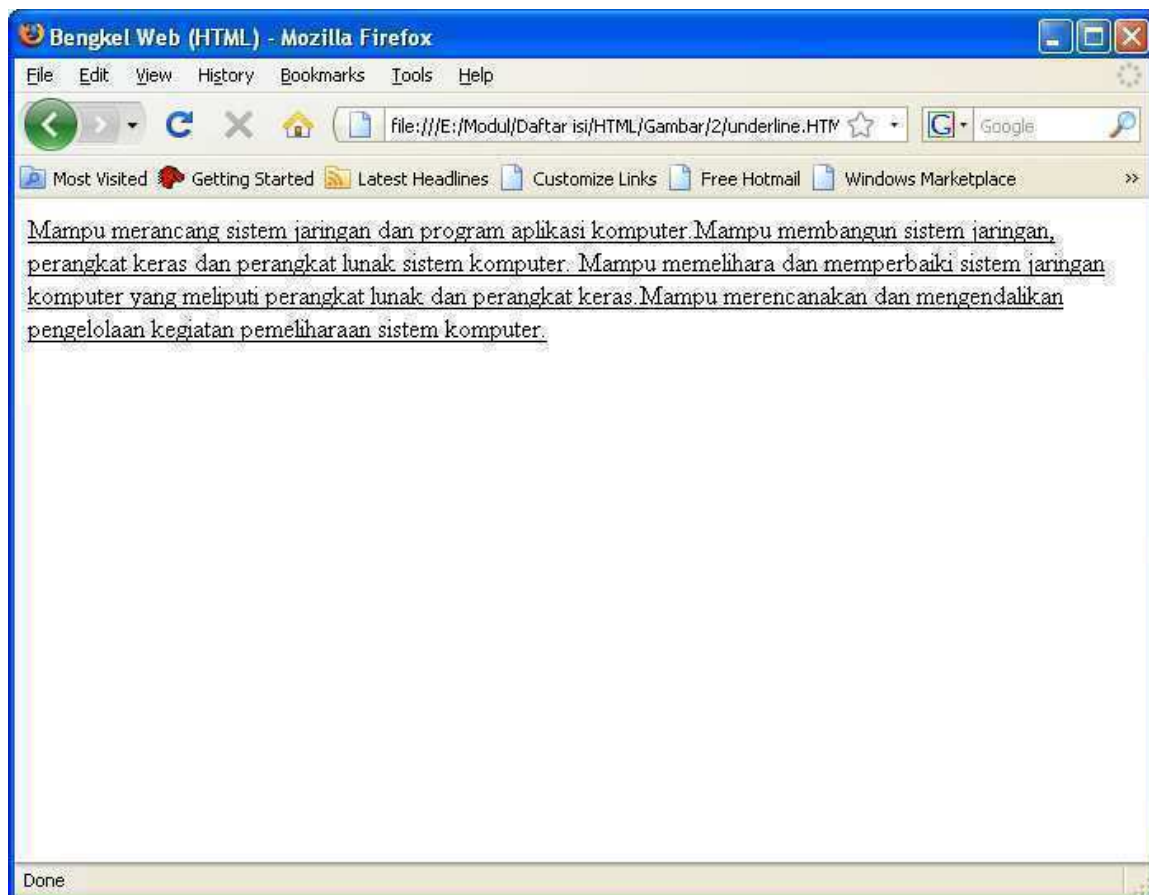 Bengkel Web (HTML) - Mozilla Firefox
File Edit View History Bookmarks Tools Help
file:///E:/Modul/Daftar isi/HTML/Gambar/2/underline.HTM G Google
Most Visited Getting Started Latest Headlines Customize Links Free Hotmail Windows Marketplace »
Mampu merancang sistem jaringan dan program aplikasi komputer.Mampu membangun sistem jaringan,
perangkat keras dan perangkat lunak sistem komputer. Mampu memelihara dan memperbaiki sistem jaringan
komputer yang meliputi perangkat lunak dan perangkat keras.Mampu merencanakan dan mengendalikan
pengelolaan kegiatan pemeliharaan sistem komputer.
Done